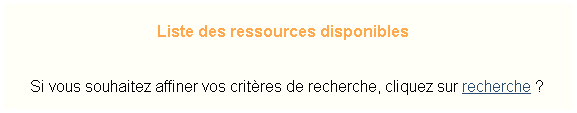 Liste des ressources disponibles
Si vous souhaitez affiner vos critères de recherche, cliquez sur recherche ?